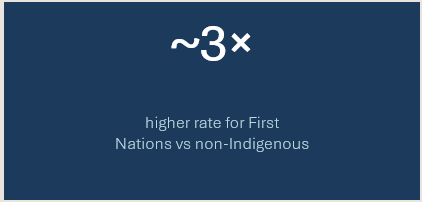 ~3×
higher rate for First
Nations vs non-Indigenous